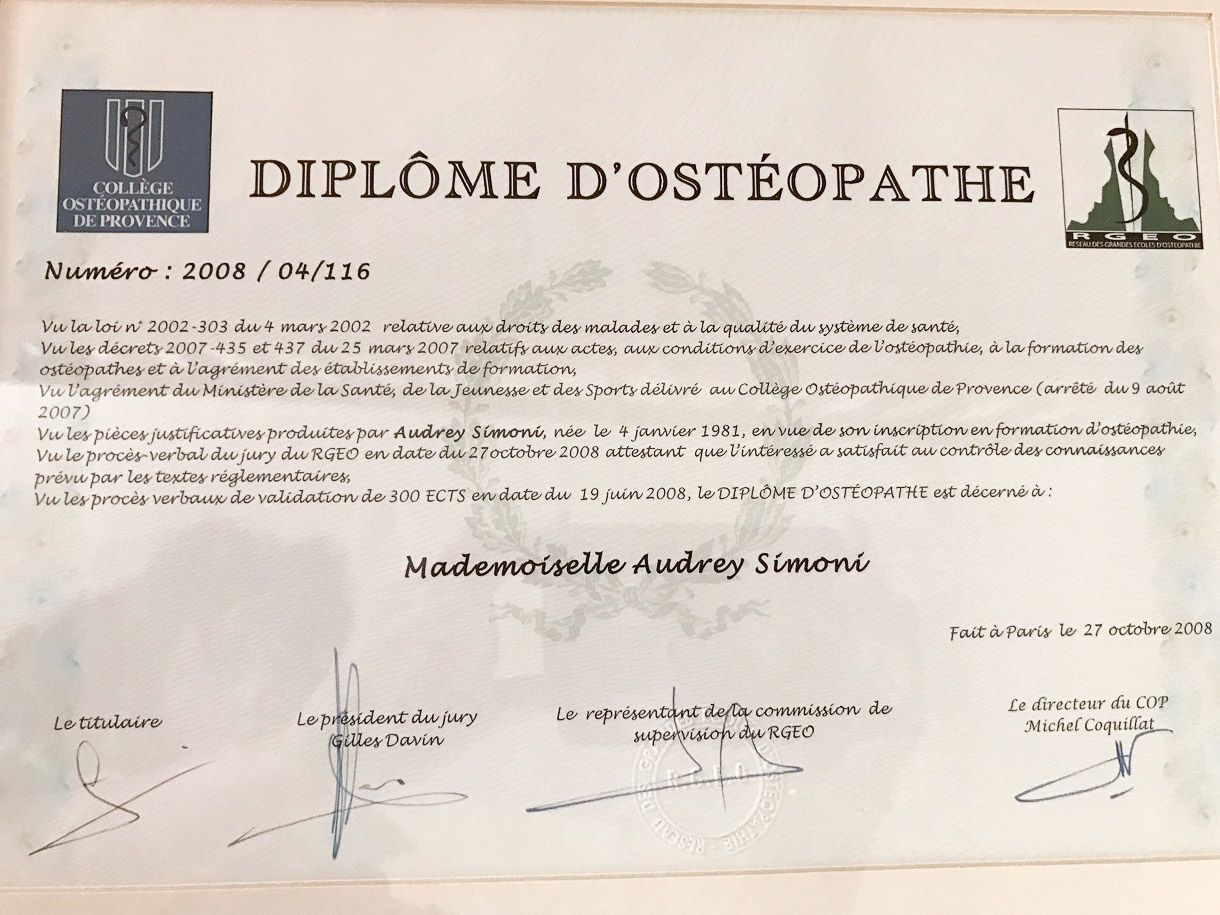 COLLÈGE
OSTÉOPATHIQUE
DE PROVENCE
DIPLÔME D'OSTÉOPATHE
RGEO
RESEAU DES GRANDES ECOLES D'OSTEOPATHIE
Numéro : 2008 / 04/116
Vu la loi n° 2002-303 du 4 mars 2002 relative aux droits des malades et à la qualité du système de santé,
Vu les décrets 2007-435 et 437 du 25 mars 2007 relatifs aux actes, aux conditions d'exercice de l'ostéopathie, à la formation des
ostéopathes et à l'agrément des établissements de formation,
Vu l'agrément du Ministère de la Santé, de la Jeunesse et des Sports délivré au Collège Ostéopathique de Provence (arrêté du 9 août
2007)
Vu les pièces justificatives produites par Audrey Simoni, née le 4 janvier 1981, en vue de son inscription en formation d'ostéopathie,
Vu le procès-verbal du jury du RGEO en date du 27octobre 2008 attestant que l'intéressé a satisfait au contrôle des connaissances
prévu par les textes réglementaires,
Vu les procès verbaux de validation de 300 ECTS en date du 19 juin 2008, le DIPLÔME D'OSTÉOPATHE est décerné à :
Mademoiselle Audrey Simoni
Fait à Paris le 27 octobre 2008
Le titulaire
Le président du jury
Gilles Davin
Le représentant de la commission de
supervision du RGEO
Le directeur du COP
Michel Coquillat
R.G.E.O